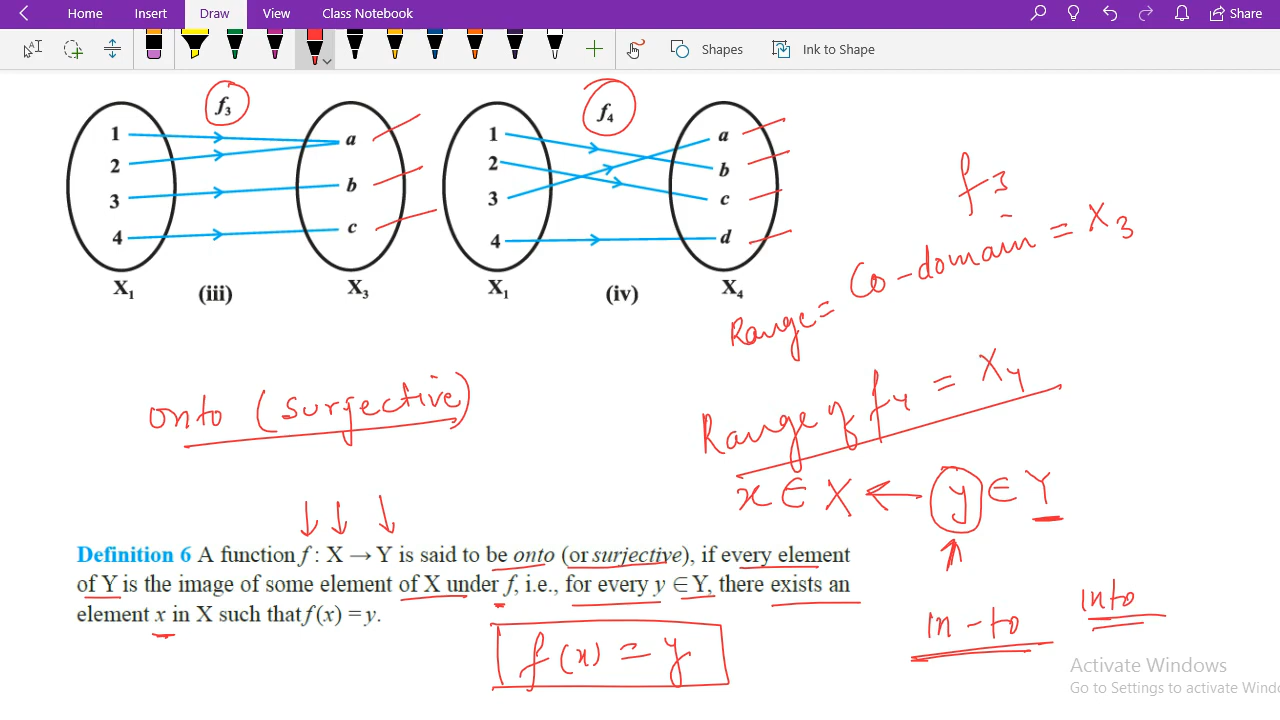 Home Insert Draw View Class Notebook Share
Shapes Ink to Shape
f₃ f₄
1 a 1 a
2 b 2 b
3 c 3 c
4 4 d
X₁ (iii) X₃ X₁ (iv) X₄
f₃
Range = Co-domain = X₃
onto (surjective)
Range of f₄ = X₄
x ∈ X ← y ∈ Y
Definition 6 A function f : X → Y is said to be onto (or surjective), if every element
of Y is the image of some element of X under f, i.e., for every y ∈ Y, there exists an
element x in X such that f (x) = y.
f(x) = y
In-to
Into
Activate Windows
Go to Settings to activate Wind